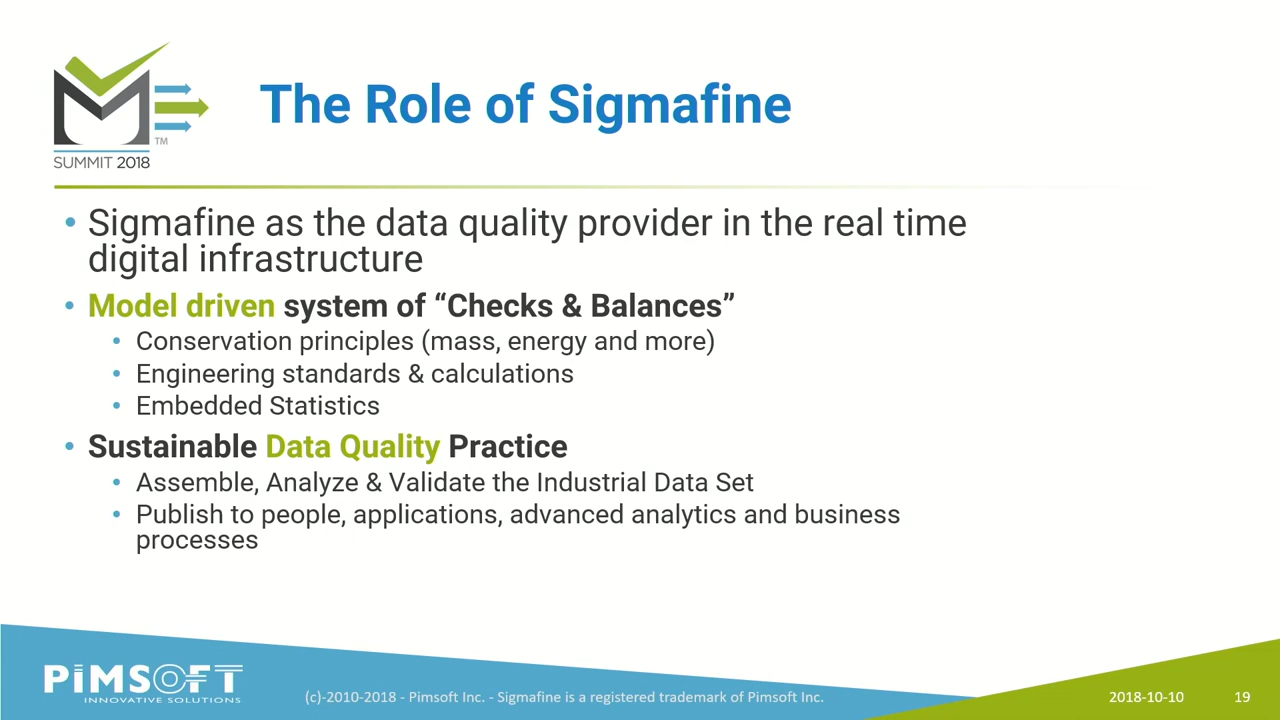 TM
SUMMIT 2018
The Role of Sigmafine
• Sigmafine as the data quality provider in the real time
digital infrastructure
• Model driven system of “Checks & Balances”
• Conservation principles (mass, energy and more)
• Engineering standards & calculations
• Embedded Statistics
• Sustainable Data Quality Practice
• Assemble, Analyze & Validate the Industrial Data Set
• Publish to people, applications, advanced analytics and business
processes
PiMSOFT
INNOVATIVE SOLUTIONS
(c)-2010-2018 - Pimsoft Inc. - Sigmafine is a registered trademark of Pimsoft Inc.
2018-10-10
19